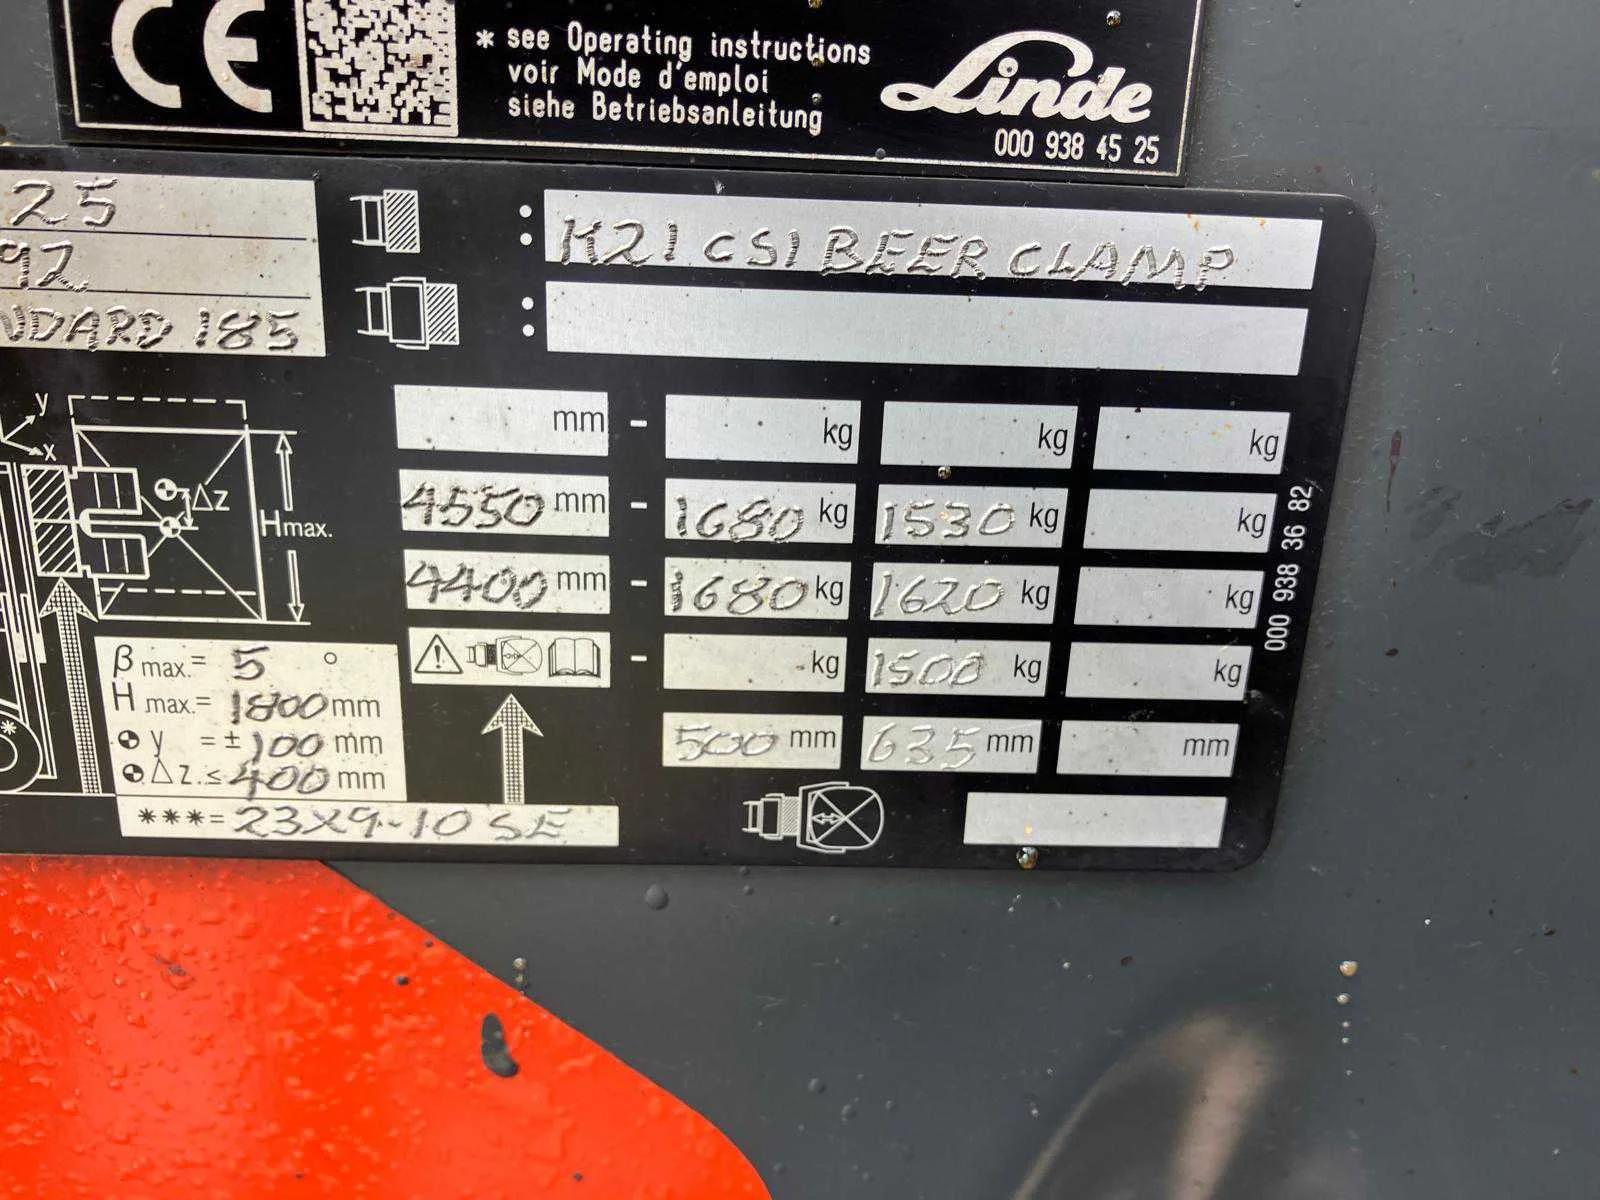 CE
* see Operating instructions
voir Mode d'emploi
siehe Betriebsanleitung
Linde
000 938 45 25
25
92
NDARD 185
: K21 CSI BEER CLAMP
:
y
x
Δz
Hmax.
mm - kg kg kg
4550 mm - 1680 kg 1530 kg kg
4400 mm - 1680 kg 1620 kg kg
- kg 1500 kg kg
500 mm 635 mm mm
β max.= 5 °
H max.= 1800 mm
y =± 100 mm
Δ z.≤ 400 mm
***= 23X9-10 SE
*
000 938 36 82